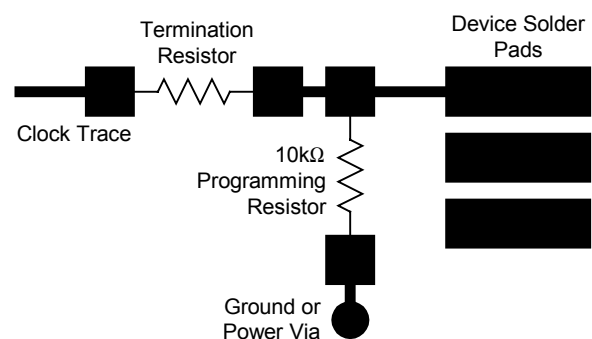 Termination
Resistor
Device Solder
Pads
Clock Trace
10kΩ
Programming
Resistor
Ground or
Power Via